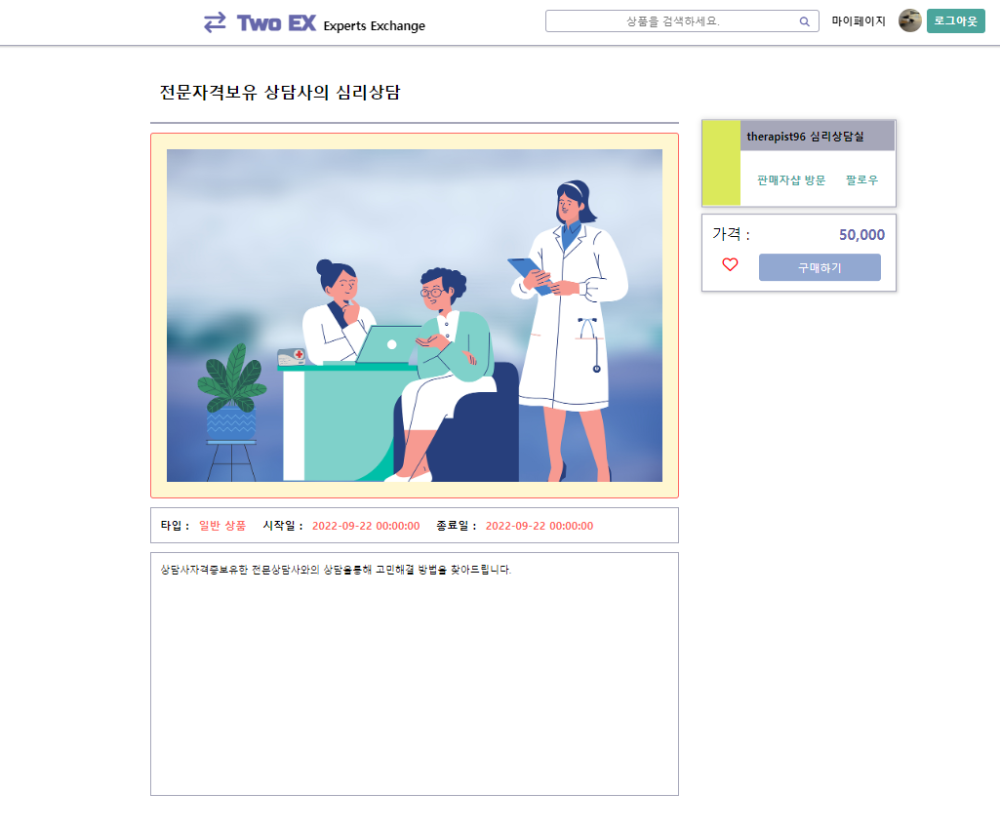 Two EX Experts Exchange
상품을 검색하세요.
마이페이지
로그아웃
전문자격보유 상담사의 심리상담
therapist96 심리상담실
판매자샵 방문 팔로우
가격 : 50,000
구매하기
타입 : 일반 상품 시작일 : 2022-09-22 00:00:00 종료일 : 2022-09-22 00:00:00
상담사자격증보유한 전문상담사와의 상담을통해 고민해결 방법을 찾아드립니다.